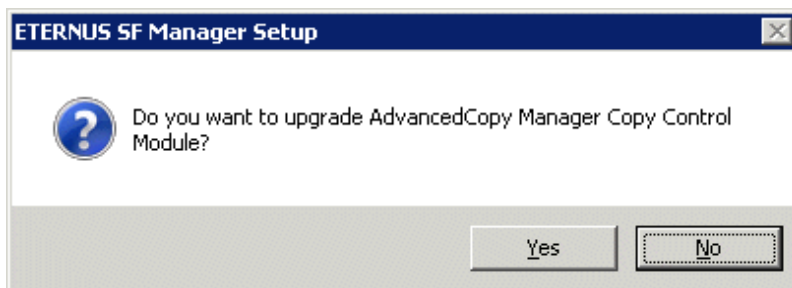 ETERNUS SF Manager Setup
Do you want to upgrade AdvancedCopy Manager Copy Control
Module?
Yes
No